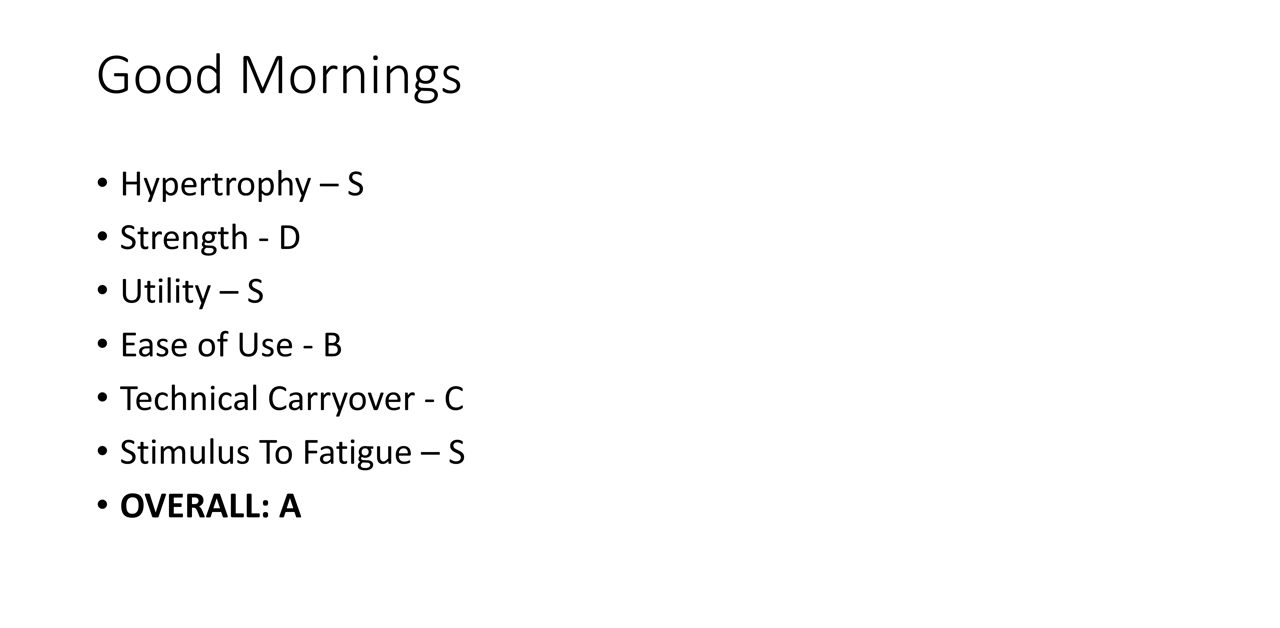 Good Mornings
• Hypertrophy – S
• Strength - D
• Utility – S
• Ease of Use - B
• Technical Carryover - C
• Stimulus To Fatigue – S
• OVERALL: A